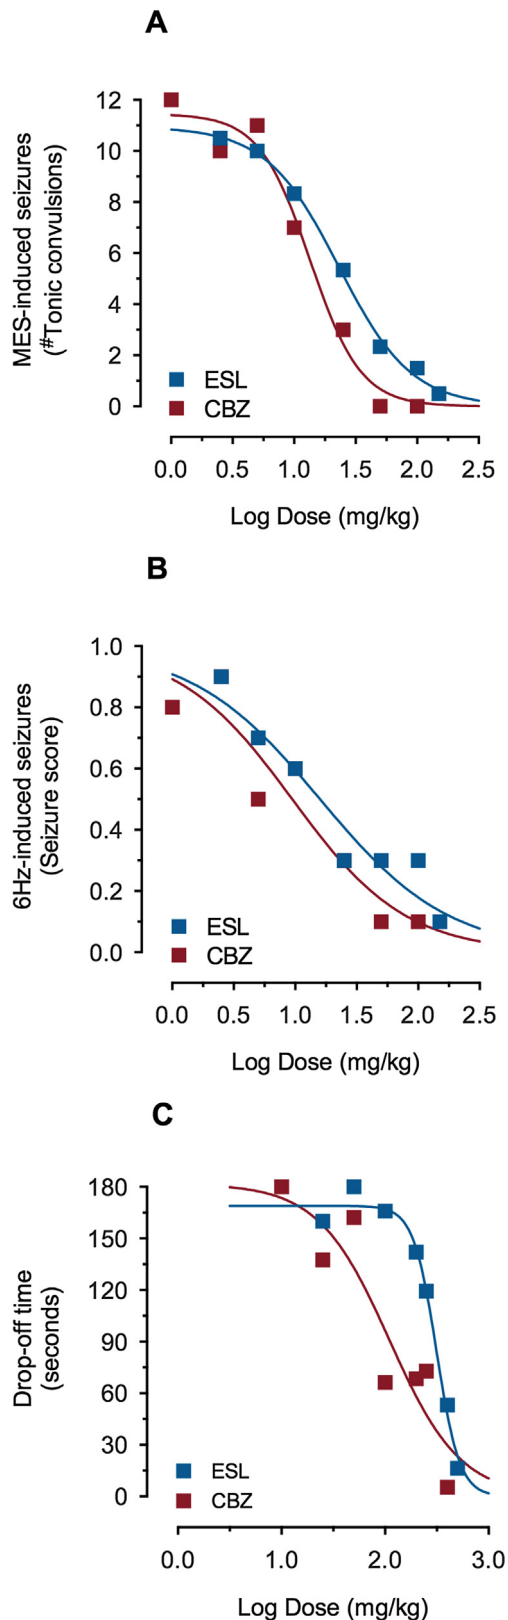 A
MES-induced seizures
(#Tonic convulsions)
12
10
8
6
4
2
0
ESL
CBZ
0.0 0.5 1.0 1.5 2.0 2.5
Log Dose (mg/kg)
B
6Hz-induced seizures
(Seizure score)
1.0
0.8
0.6
0.4
0.2
0.0
ESL
CBZ
0.0 0.5 1.0 1.5 2.0 2.5
Log Dose (mg/kg)
C
Drop-off time
(seconds)
180
150
120
90
60
30
0
ESL
CBZ
0.0 1.0 2.0 3.0
Log Dose (mg/kg)